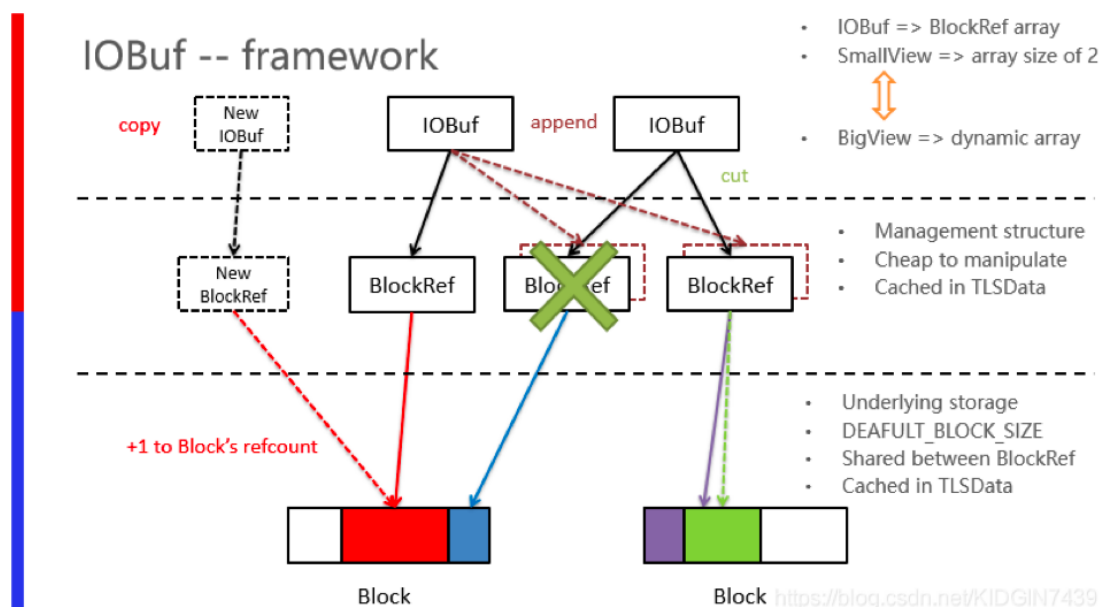 IOBuf -- framework
• IOBuf => BlockRef array
• SmallView => array size of 2
• BigView => dynamic array
copy
New
IOBuf
IOBuf
append
IOBuf
cut
New
BlockRef
BlockRef
BlockRef
BlockRef
• Management structure
• Cheap to manipulate
• Cached in TLSData
+1 to Block's refcount
• Underlying storage
• DEAFULT_BLOCK_SIZE
• Shared between BlockRef
• Cached in TLSData
Block
Block
https://blog.csdn.net/KIDGIN7439